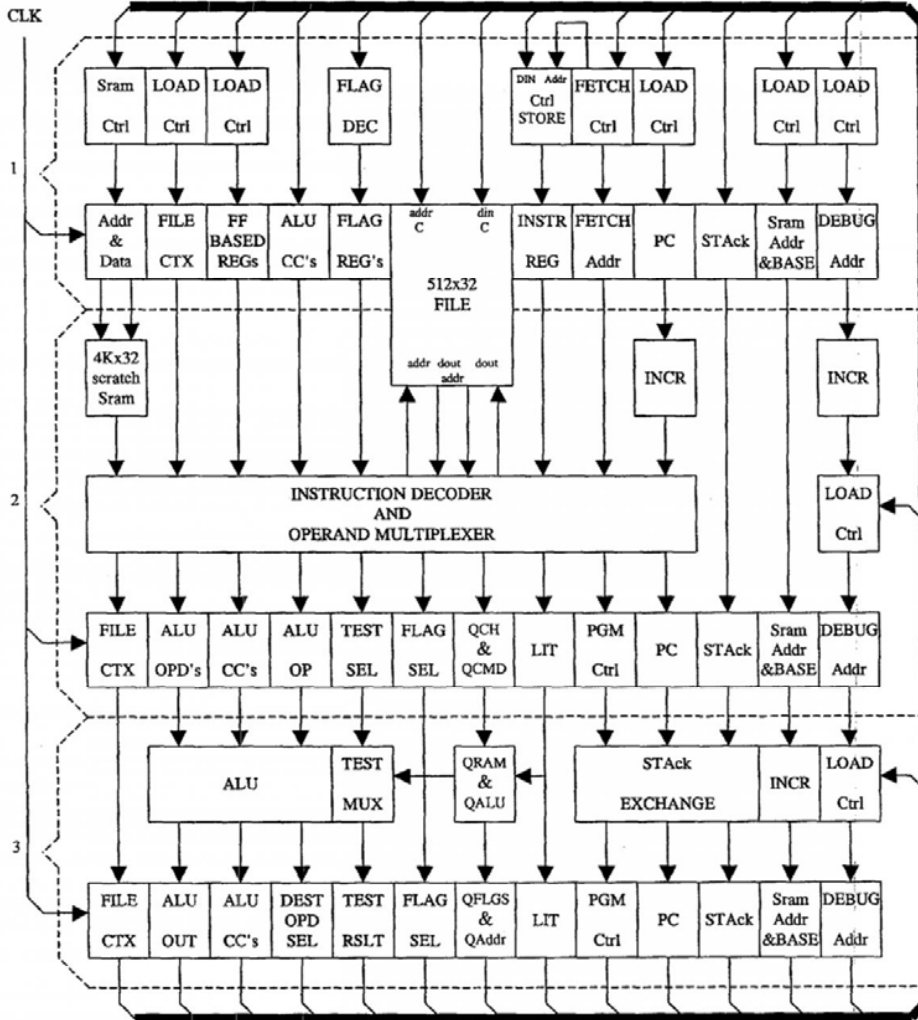 CLK
Sram LOAD LOAD FLAG DIN Addr FETCH LOAD LOAD LOAD
Ctrl
Ctrl Ctrl Ctrl DEC STORE Ctrl Ctrl Ctrl Ctrl
1
Addr FILE FF ALU FLAG addr din INSTR FETCH PC STAck Sram DEBUG
& BASED C C Addr
Data CTX REGs CC's REG's REG Addr &BASE Addr
512x32
FILE
4Kx32 addr dout dout INCR INCR
scratch addr
Sram
INSTRUCTION DECODER LOAD
2 AND
OPERAND MULTIPLEXER Ctrl
FILE ALU ALU ALU TEST FLAG QCH LIT PGM PC STAck Sram DEBUG
& Addr
CTX OPD's CC's OP SEL SEL QCMD Ctrl &BASE Addr
TEST QRAM STAck LOAD
ALU & INCR
MUX QALU EXCHANGE Ctrl
3
FILE ALU ALU DEST TEST FLAG QFLGS LIT PGM PC STAck Sram DEBUG
OPD & Addr
CTX OUT CC's SEL RSLT SEL QAddr Ctrl &BASE Addr